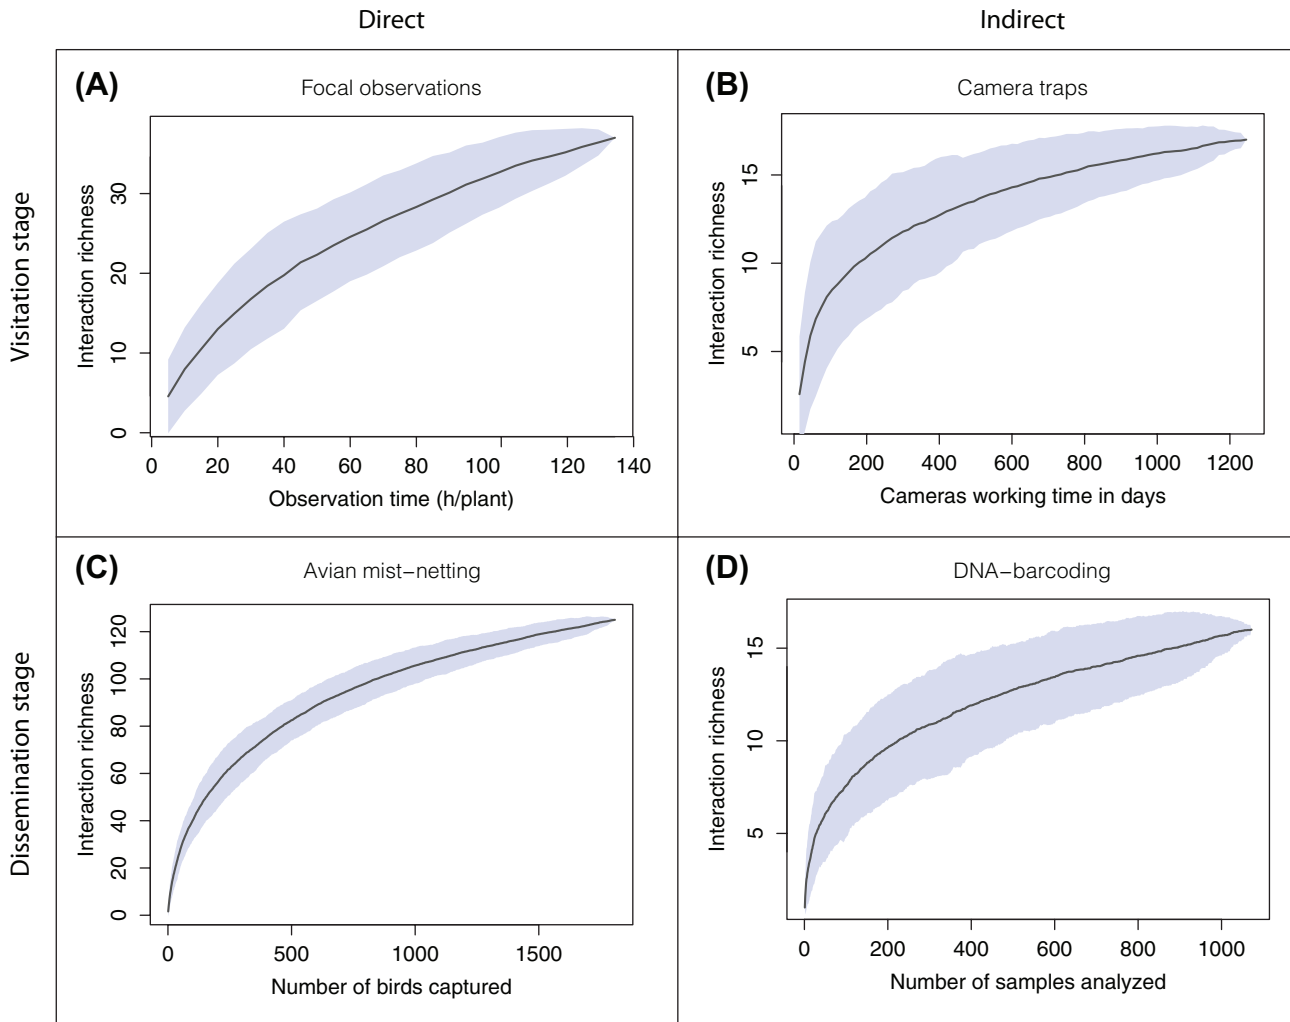 Direct
Indirect
Visitation stage
(A)
Focal observations
Interaction richness
0
10
20
30
0
20
40
60
80
100
120
140
Observation time (h/plant)
(B)
Camera traps
Interaction richness
5
10
15
0
200
400
600
800
1000
1200
Cameras working time in days
Dissemination stage
(C)
Avian mist–netting
Interaction richness
0
20
40
60
80
100
120
0
500
1000
1500
Number of birds captured
(D)
DNA–barcoding
Interaction richness
5
10
15
0
200
400
600
800
1000
Number of samples analyzed